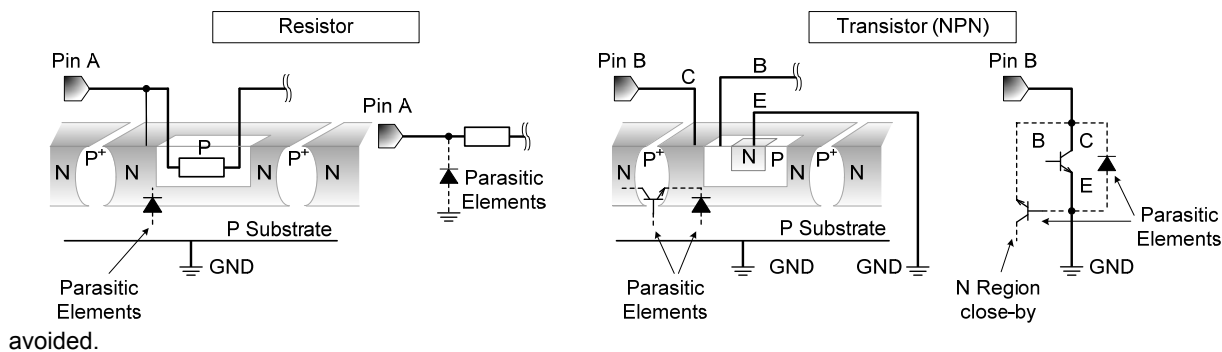 Resistor
Transistor (NPN)
Pin A
Pin A
N
P+
N
P
N
P+
N
Parasitic
Elements
P Substrate
GND
Parasitic
Elements
Pin B
C
B
E
N
P+
N
N
P
N
P+
N
P Substrate
GND
GND
Parasitic
Elements
Pin B
B
C
E
Parasitic
Elements
GND
N Region
close-by
avoided.